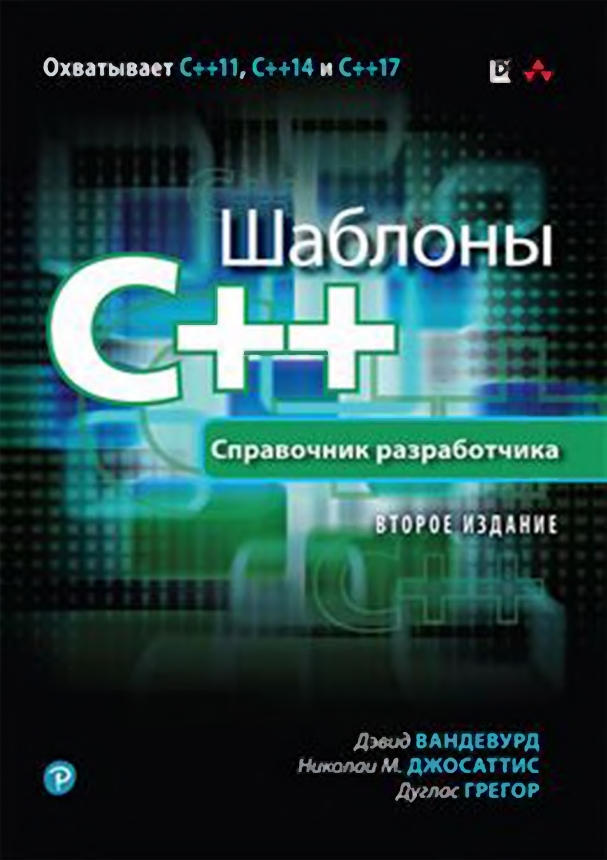 Охватывает C++11, C++14 и C++17
Шаблоны
C++
Справочник разработчика
ВТОРОЕ ИЗДАНИЕ
Дэвид ВАНДЕВУРД
Николаи М. ДЖОСАТТИС
Дуглас ГРЕГОР